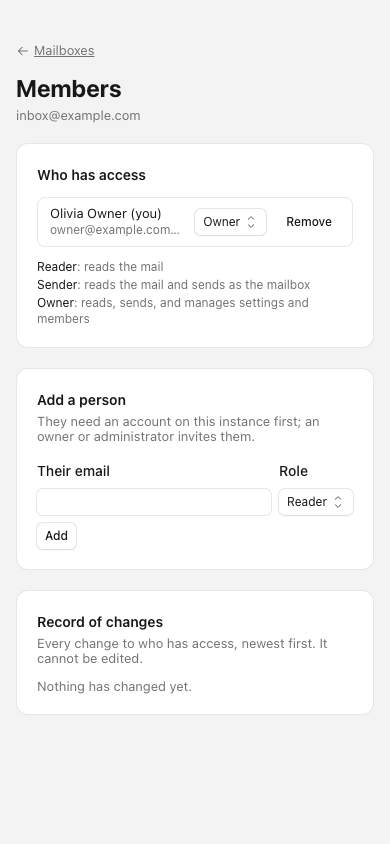 ← Mailboxes
Members
inbox@example.com
Who has access
Olivia Owner (you)
owner@example.com...
Owner
Remove
Reader: reads the mail
Sender: reads the mail and sends as the mailbox
Owner: reads, sends, and manages settings and
members
Add a person
They need an account on this instance first; an
owner or administrator invites them.
Their email
Role
Reader
Add
Record of changes
Every change to who has access, newest first. It
cannot be edited.
Nothing has changed yet.